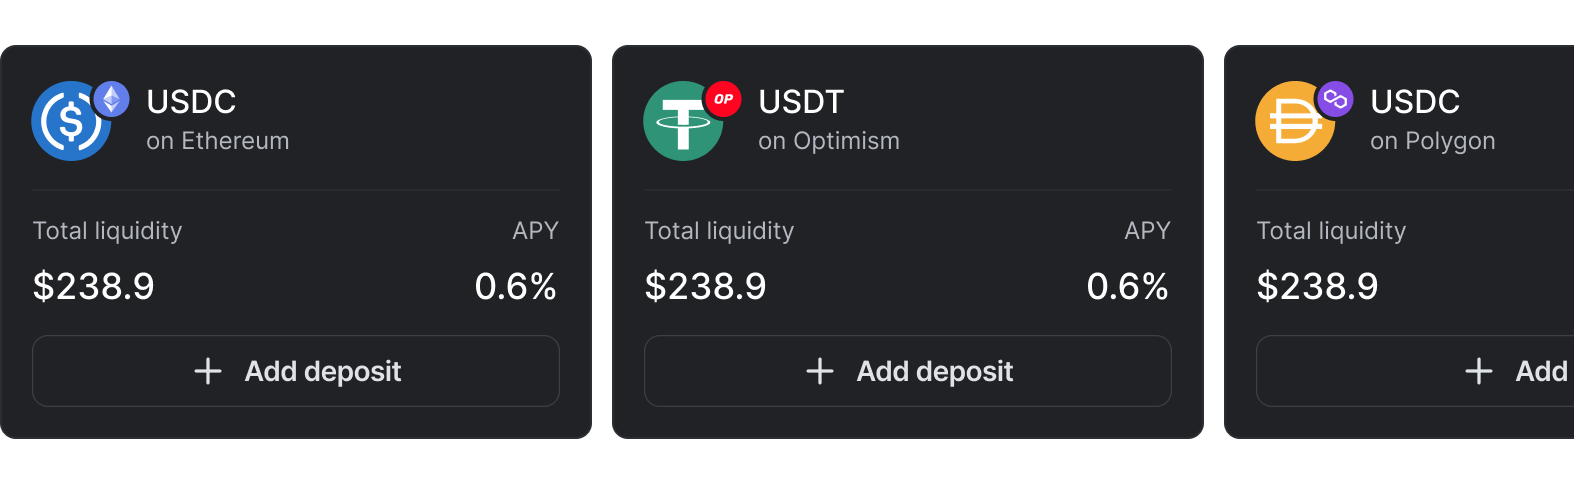 USDC
on Ethereum
Total liquidity APY
$238.9 0.6%
Add deposit
OP
USDT
on Optimism
Total liquidity APY
$238.9 0.6%
Add deposit
USDC
on Polygon
Total liquidity
$238.9
Add